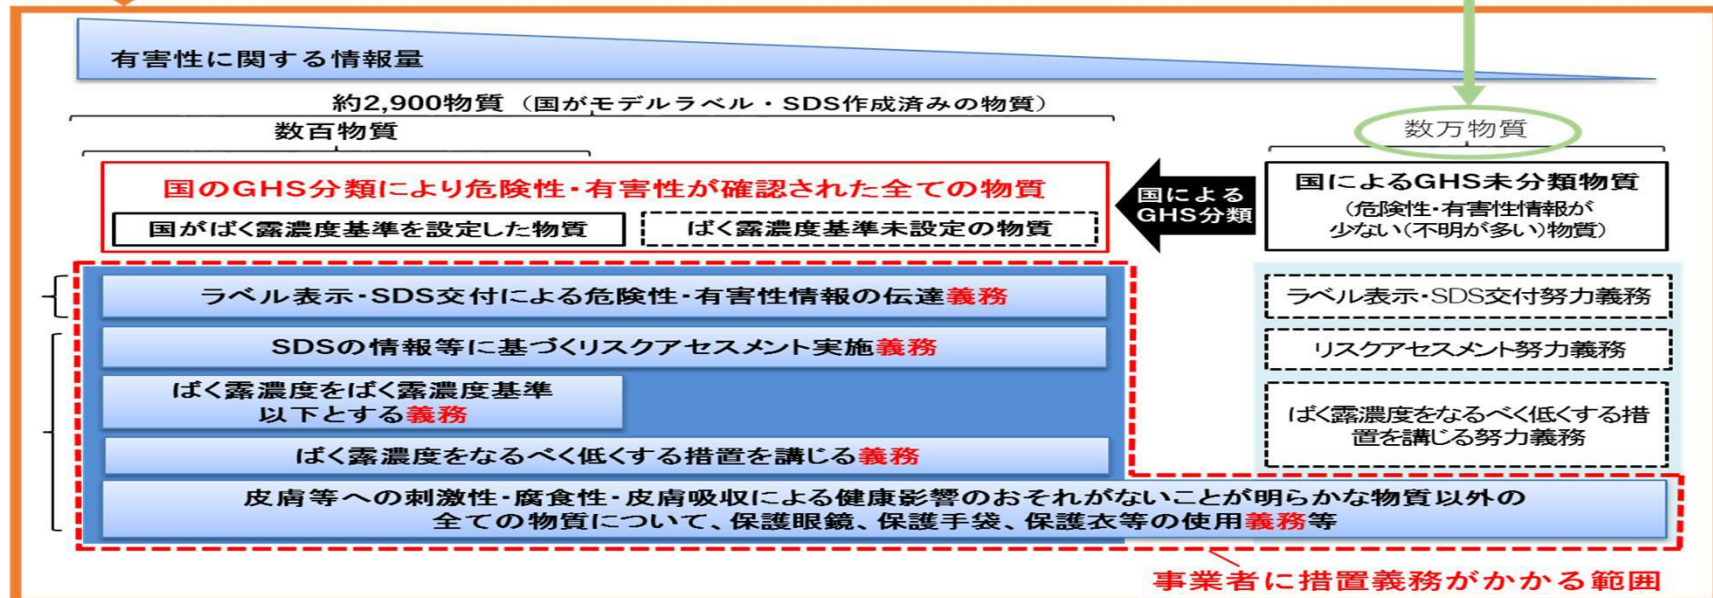 有害性に関する情報量
約2,900物質（国がモデルラベル・SDS作成済みの物質）
数百物質
数万物質
国のGHS分類により危険性・有害性が確認された全ての物質
国がばく露濃度基準を設定した物質
ばく露濃度基準未設定の物質
国による
GHS分類
国によるGHS未分類物質
(危険性・有害性情報が
少ない(不明が多い)物質)
ラベル表示・SDS交付による危険性・有害性情報の伝達義務
ラベル表示・SDS交付努力義務
SDSの情報等に基づくリスクアセスメント実施義務
リスクアセスメント努力義務
ばく露濃度をばく露濃度基準
以下とする義務
ばく露濃度をなるべく低くする措
置を講じる努力義務
ばく露濃度をなるべく低くする措置を講じる義務
皮膚等への刺激性・腐食性・皮膚吸収による健康影響のおそれがないことが明らかな物質以外の
全ての物質について、保護眼鏡、保護手袋、保護衣等の使用義務等
事業者に措置義務がかかる範囲